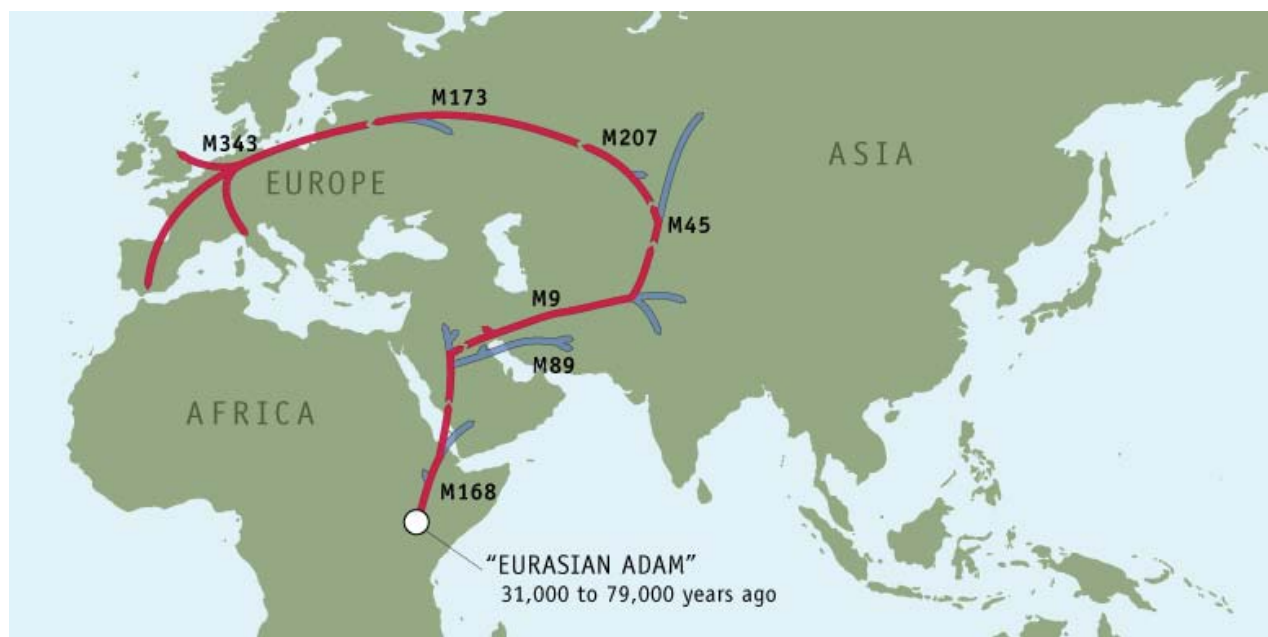 M173
M343
M207
ASIA
EUROPE
M45
M9
M89
AFRICA
M168
“EURASIAN ADAM”
31,000 to 79,000 years ago